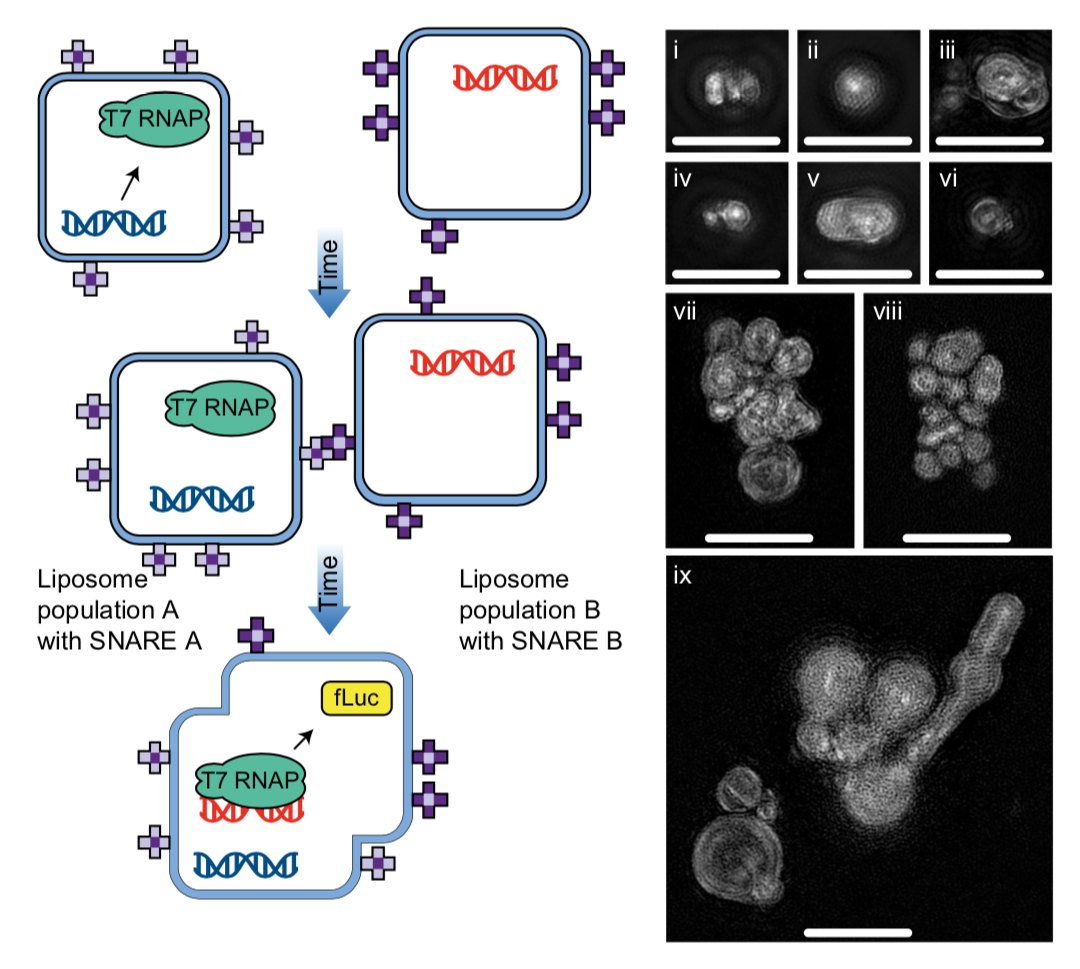 T7 RNAP
Time
T7 RNAP
Liposome
population A
with SNARE A
Liposome
population B
with SNARE B
Time
fLuc
T7 RNAP
i
ii
iii
iv
v
vi
vii
viii
ix